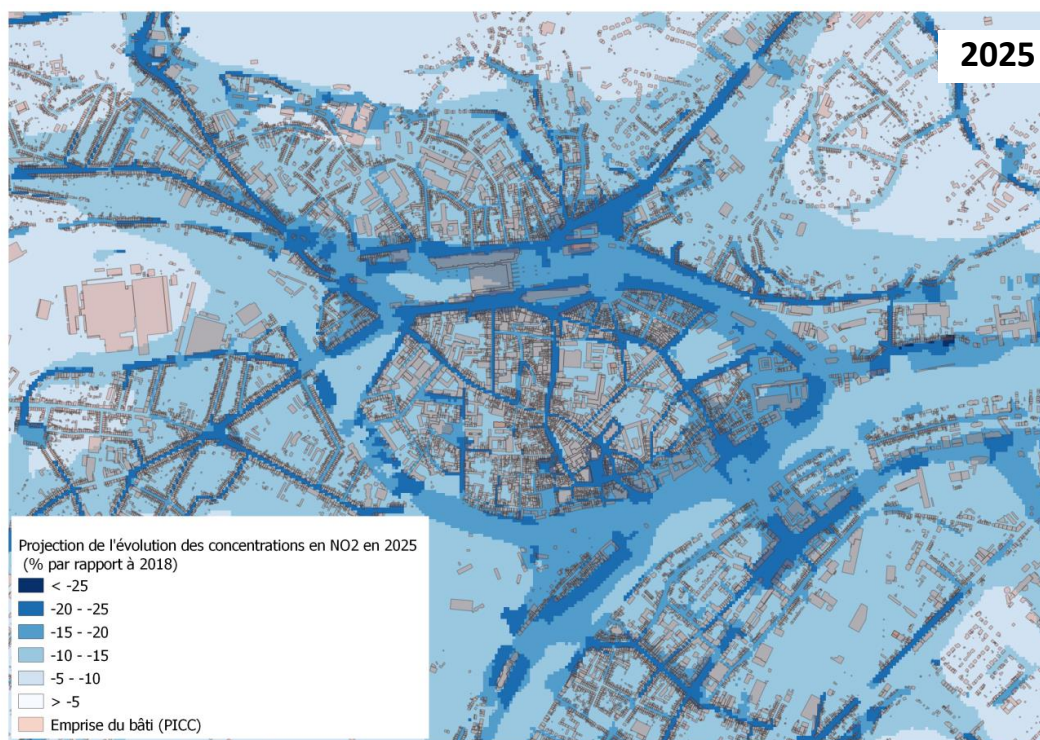 2025
Projection de l'évolution des concentrations en NO2 en 2025
(% par rapport à 2018)
< -25
-20 - -25
-15 - -20
-10 - -15
-5 - -10
> -5
Emprise du bâti (PICC)